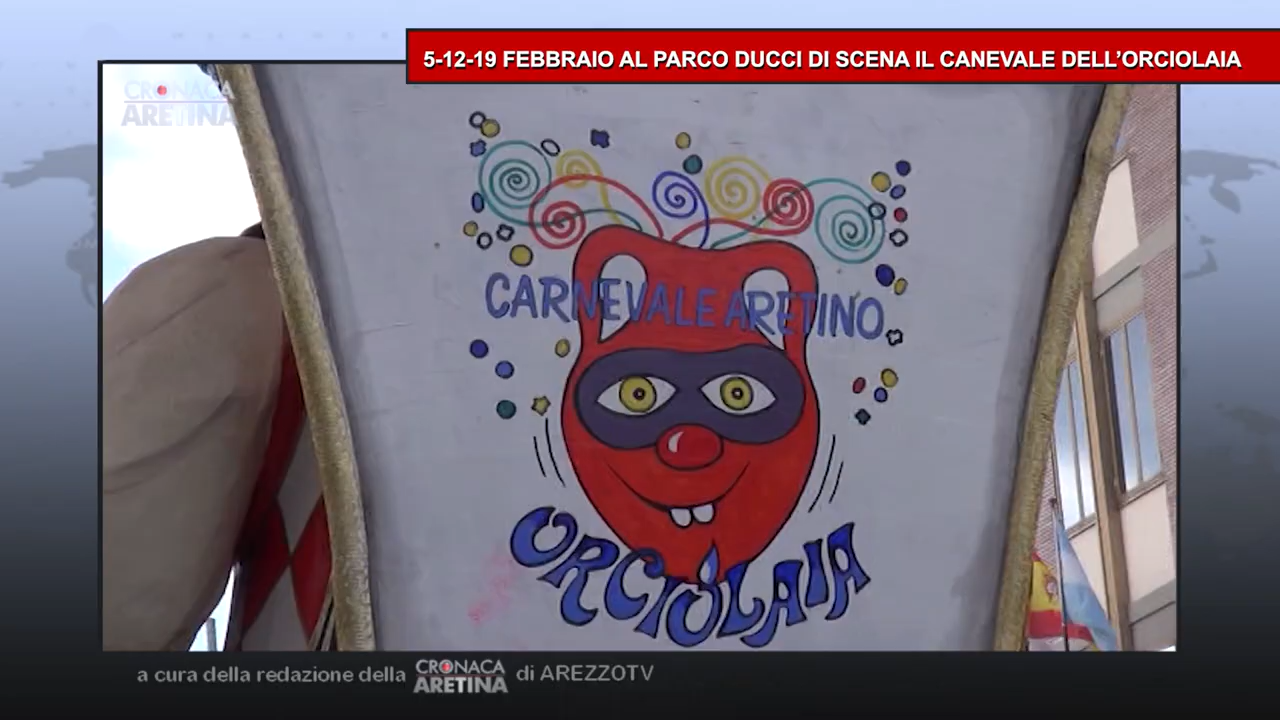 5-12-19 FEBBRAIO AL PARCO DUCCI DI SCENA IL CANEVALE DELL'ORCIOLAIA
CRONACA
ARETINA
CARNEVALE ARETINO
ORCIOLAIA
a cura della redazione della CRONACA ARETINA di AREZZOTV